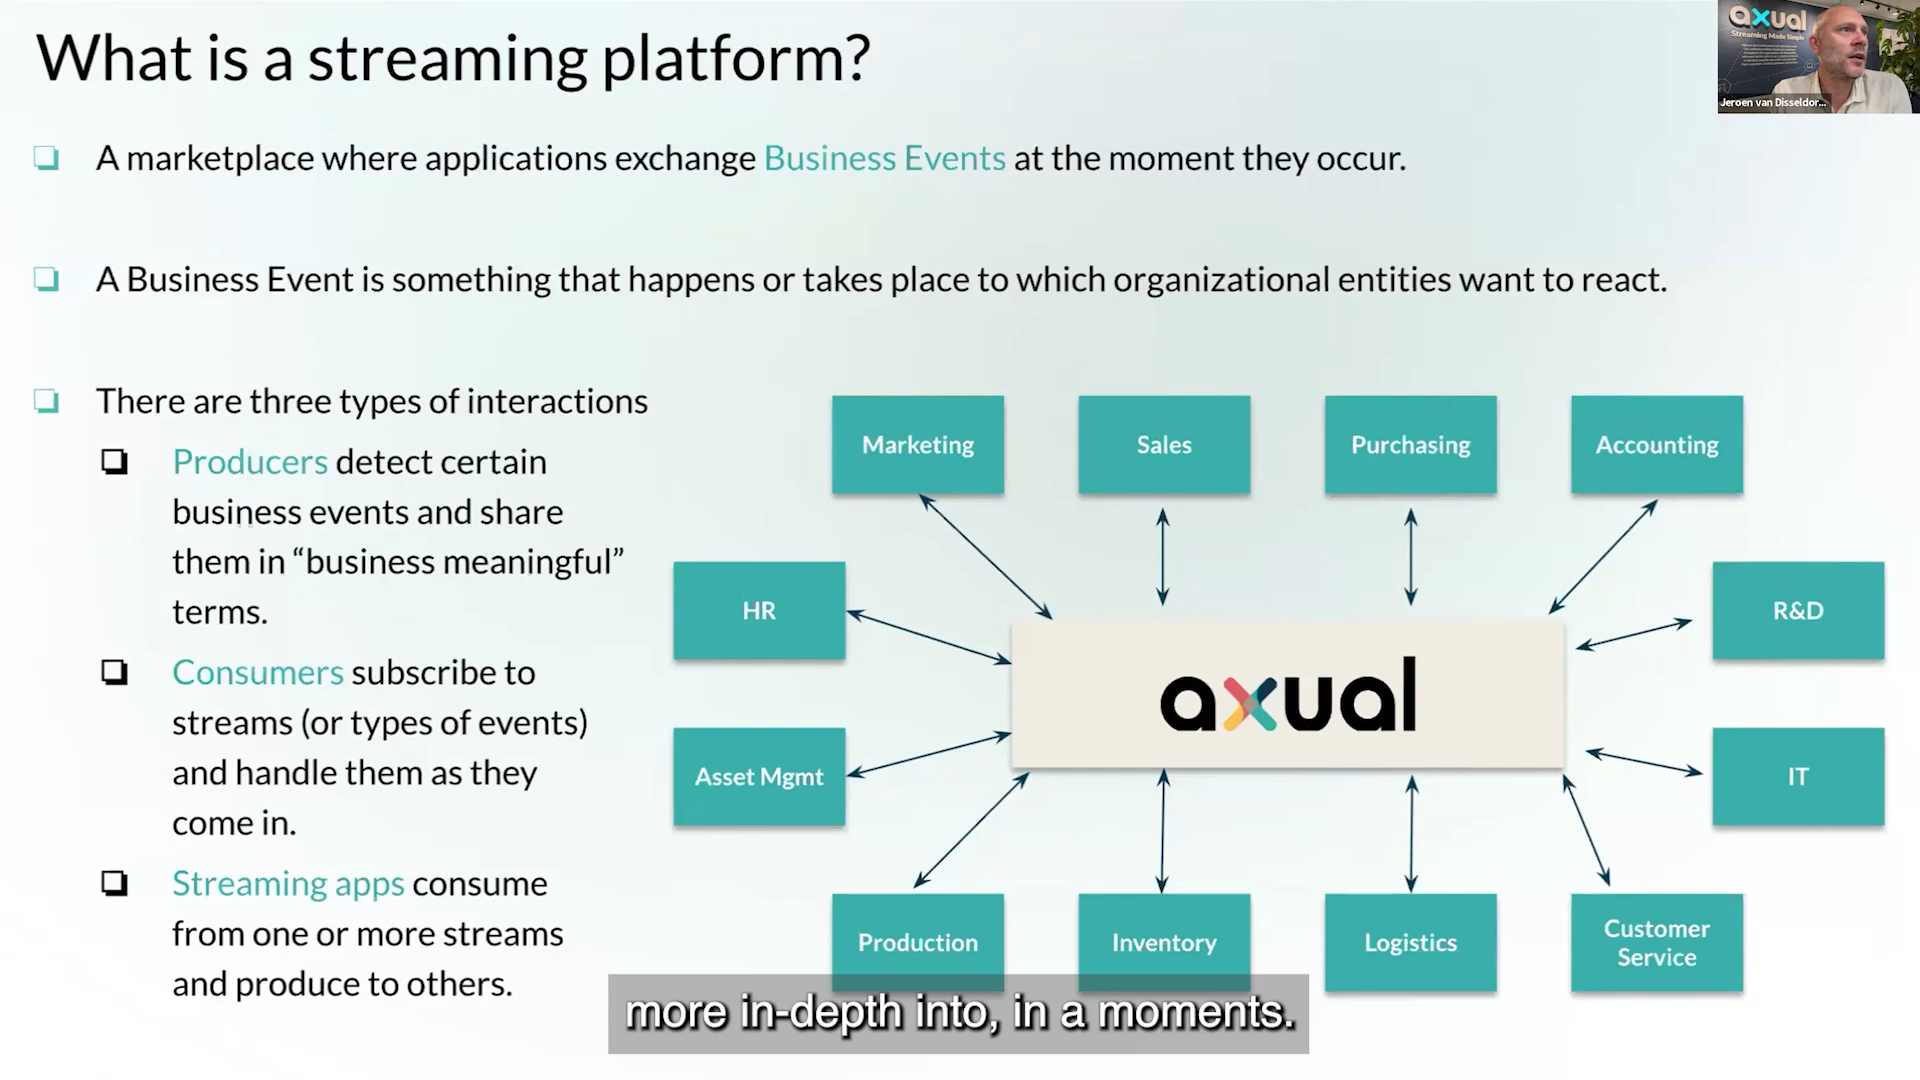 What is a streaming platform?
axual
Streaming Made Simple
Jeroen van Disseldor...
A marketplace where applications exchange Business Events at the moment they occur.
A Business Event is something that happens or takes place to which organizational entities want to react.
There are three types of interactions
Producers detect certain
business events and share
them in “business meaningful”
terms.
Consumers subscribe to
streams (or types of events)
and handle them as they
come in.
Streaming apps consume
from one or more streams
and produce to others.
Marketing
Sales
Purchasing
Accounting
HR
R&D
axual
Asset Mgmt
IT
Production
Inventory
Logistics
Customer
Service
more in-depth into, in a moments.